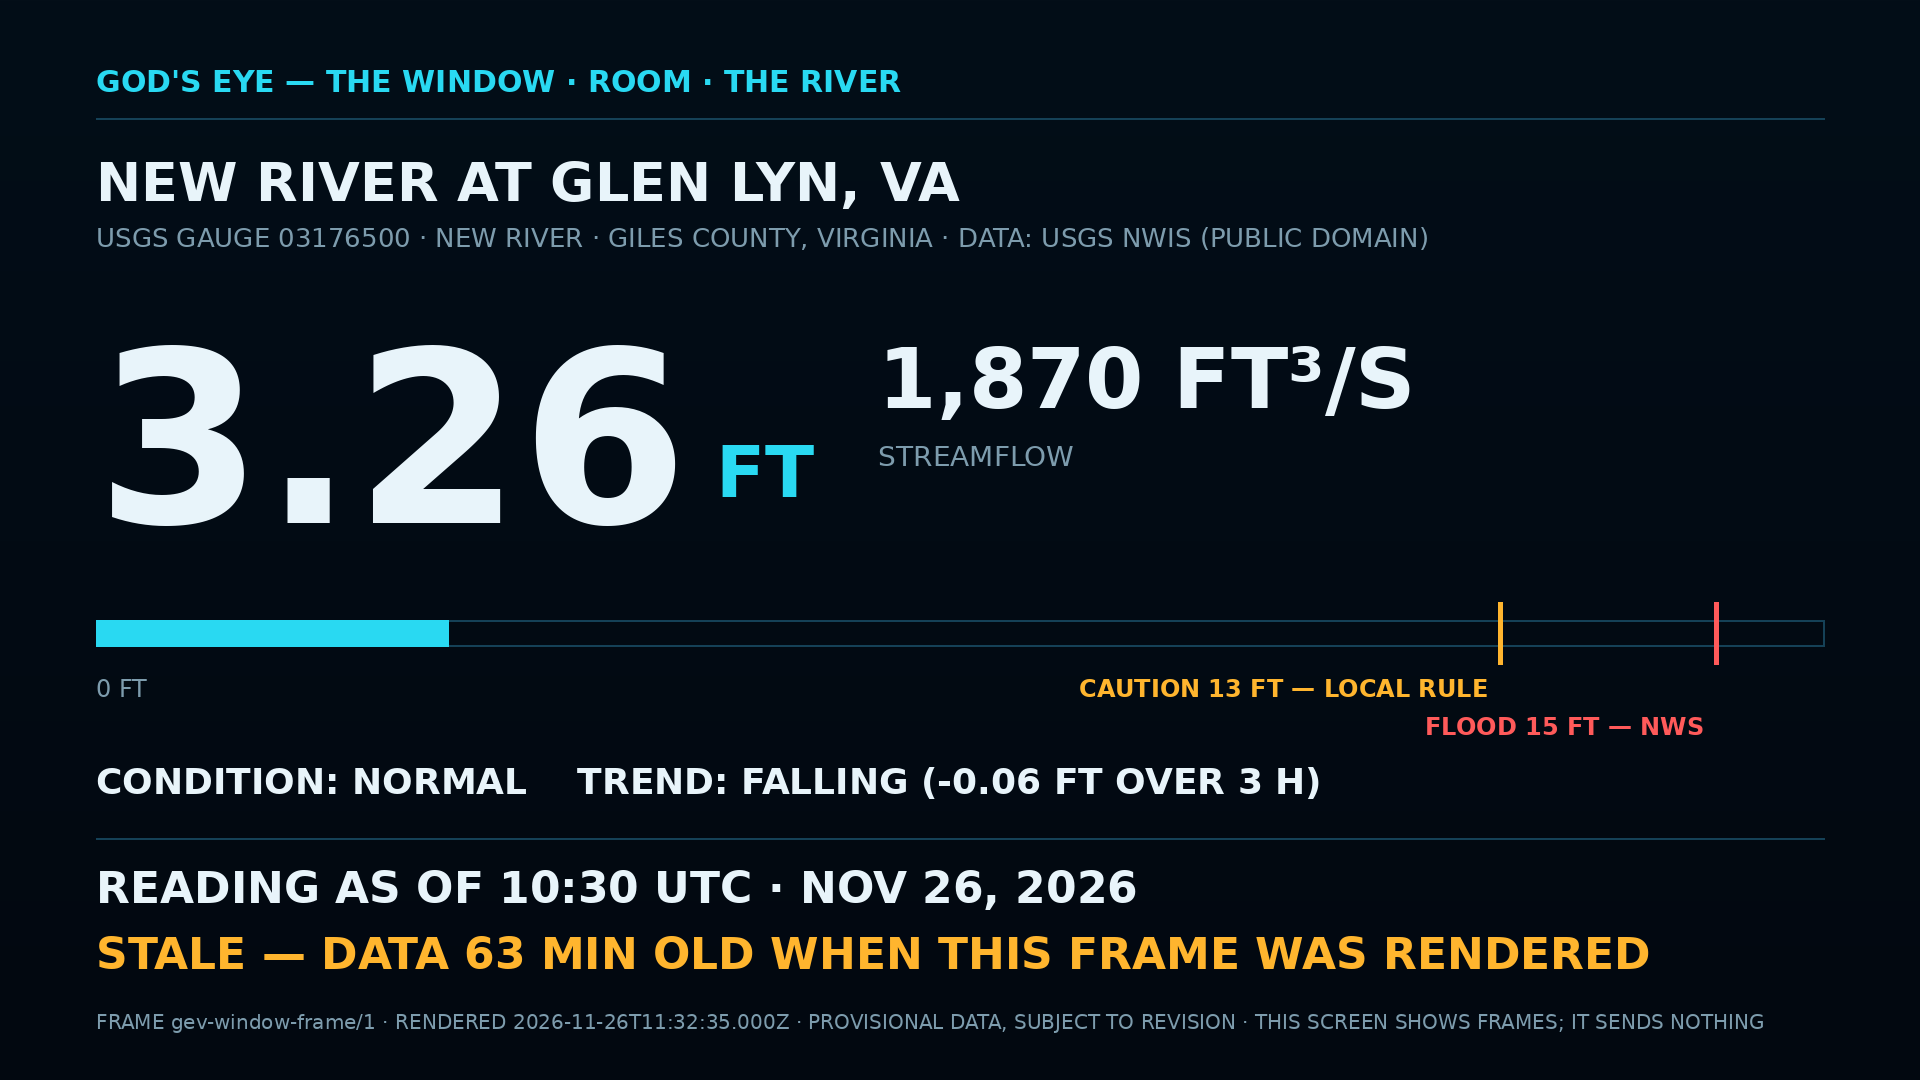 GOD'S EYE — THE WINDOW · ROOM · THE RIVER
NEW RIVER AT GLEN LYN, VA
USGS GAUGE 03176500 · NEW RIVER · GILES COUNTY, VIRGINIA · DATA: USGS NWIS (PUBLIC DOMAIN)
3.26 FT
1,870 FT³/S
STREAMFLOW
0 FT
CAUTION 13 FT — LOCAL RULE
FLOOD 15 FT — NWS
CONDITION: NORMAL TREND: FALLING (-0.06 FT OVER 3 H)
READING AS OF 10:30 UTC · NOV 26, 2026
STALE — DATA 63 MIN OLD WHEN THIS FRAME WAS RENDERED
FRAME gev-window-frame/1 · RENDERED 2026-11-26T11:32:35.000Z · PROVISIONAL DATA, SUBJECT TO REVISION · THIS SCREEN SHOWS FRAMES; IT SENDS NOTHING